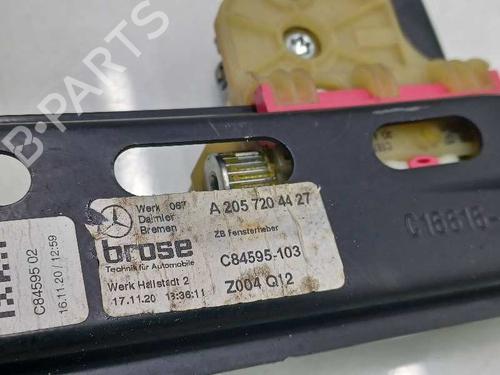 B-PARTS
Werk 067
Daimler
Bremen
A 205 720 44 27
brose
Technik für Automobile
ZB Fensterheber
C84595-103
Werk Hallstadt 2
17.11.20 13:36:11
Z004 Q12
C84595 02
16.11.20 / 12:59